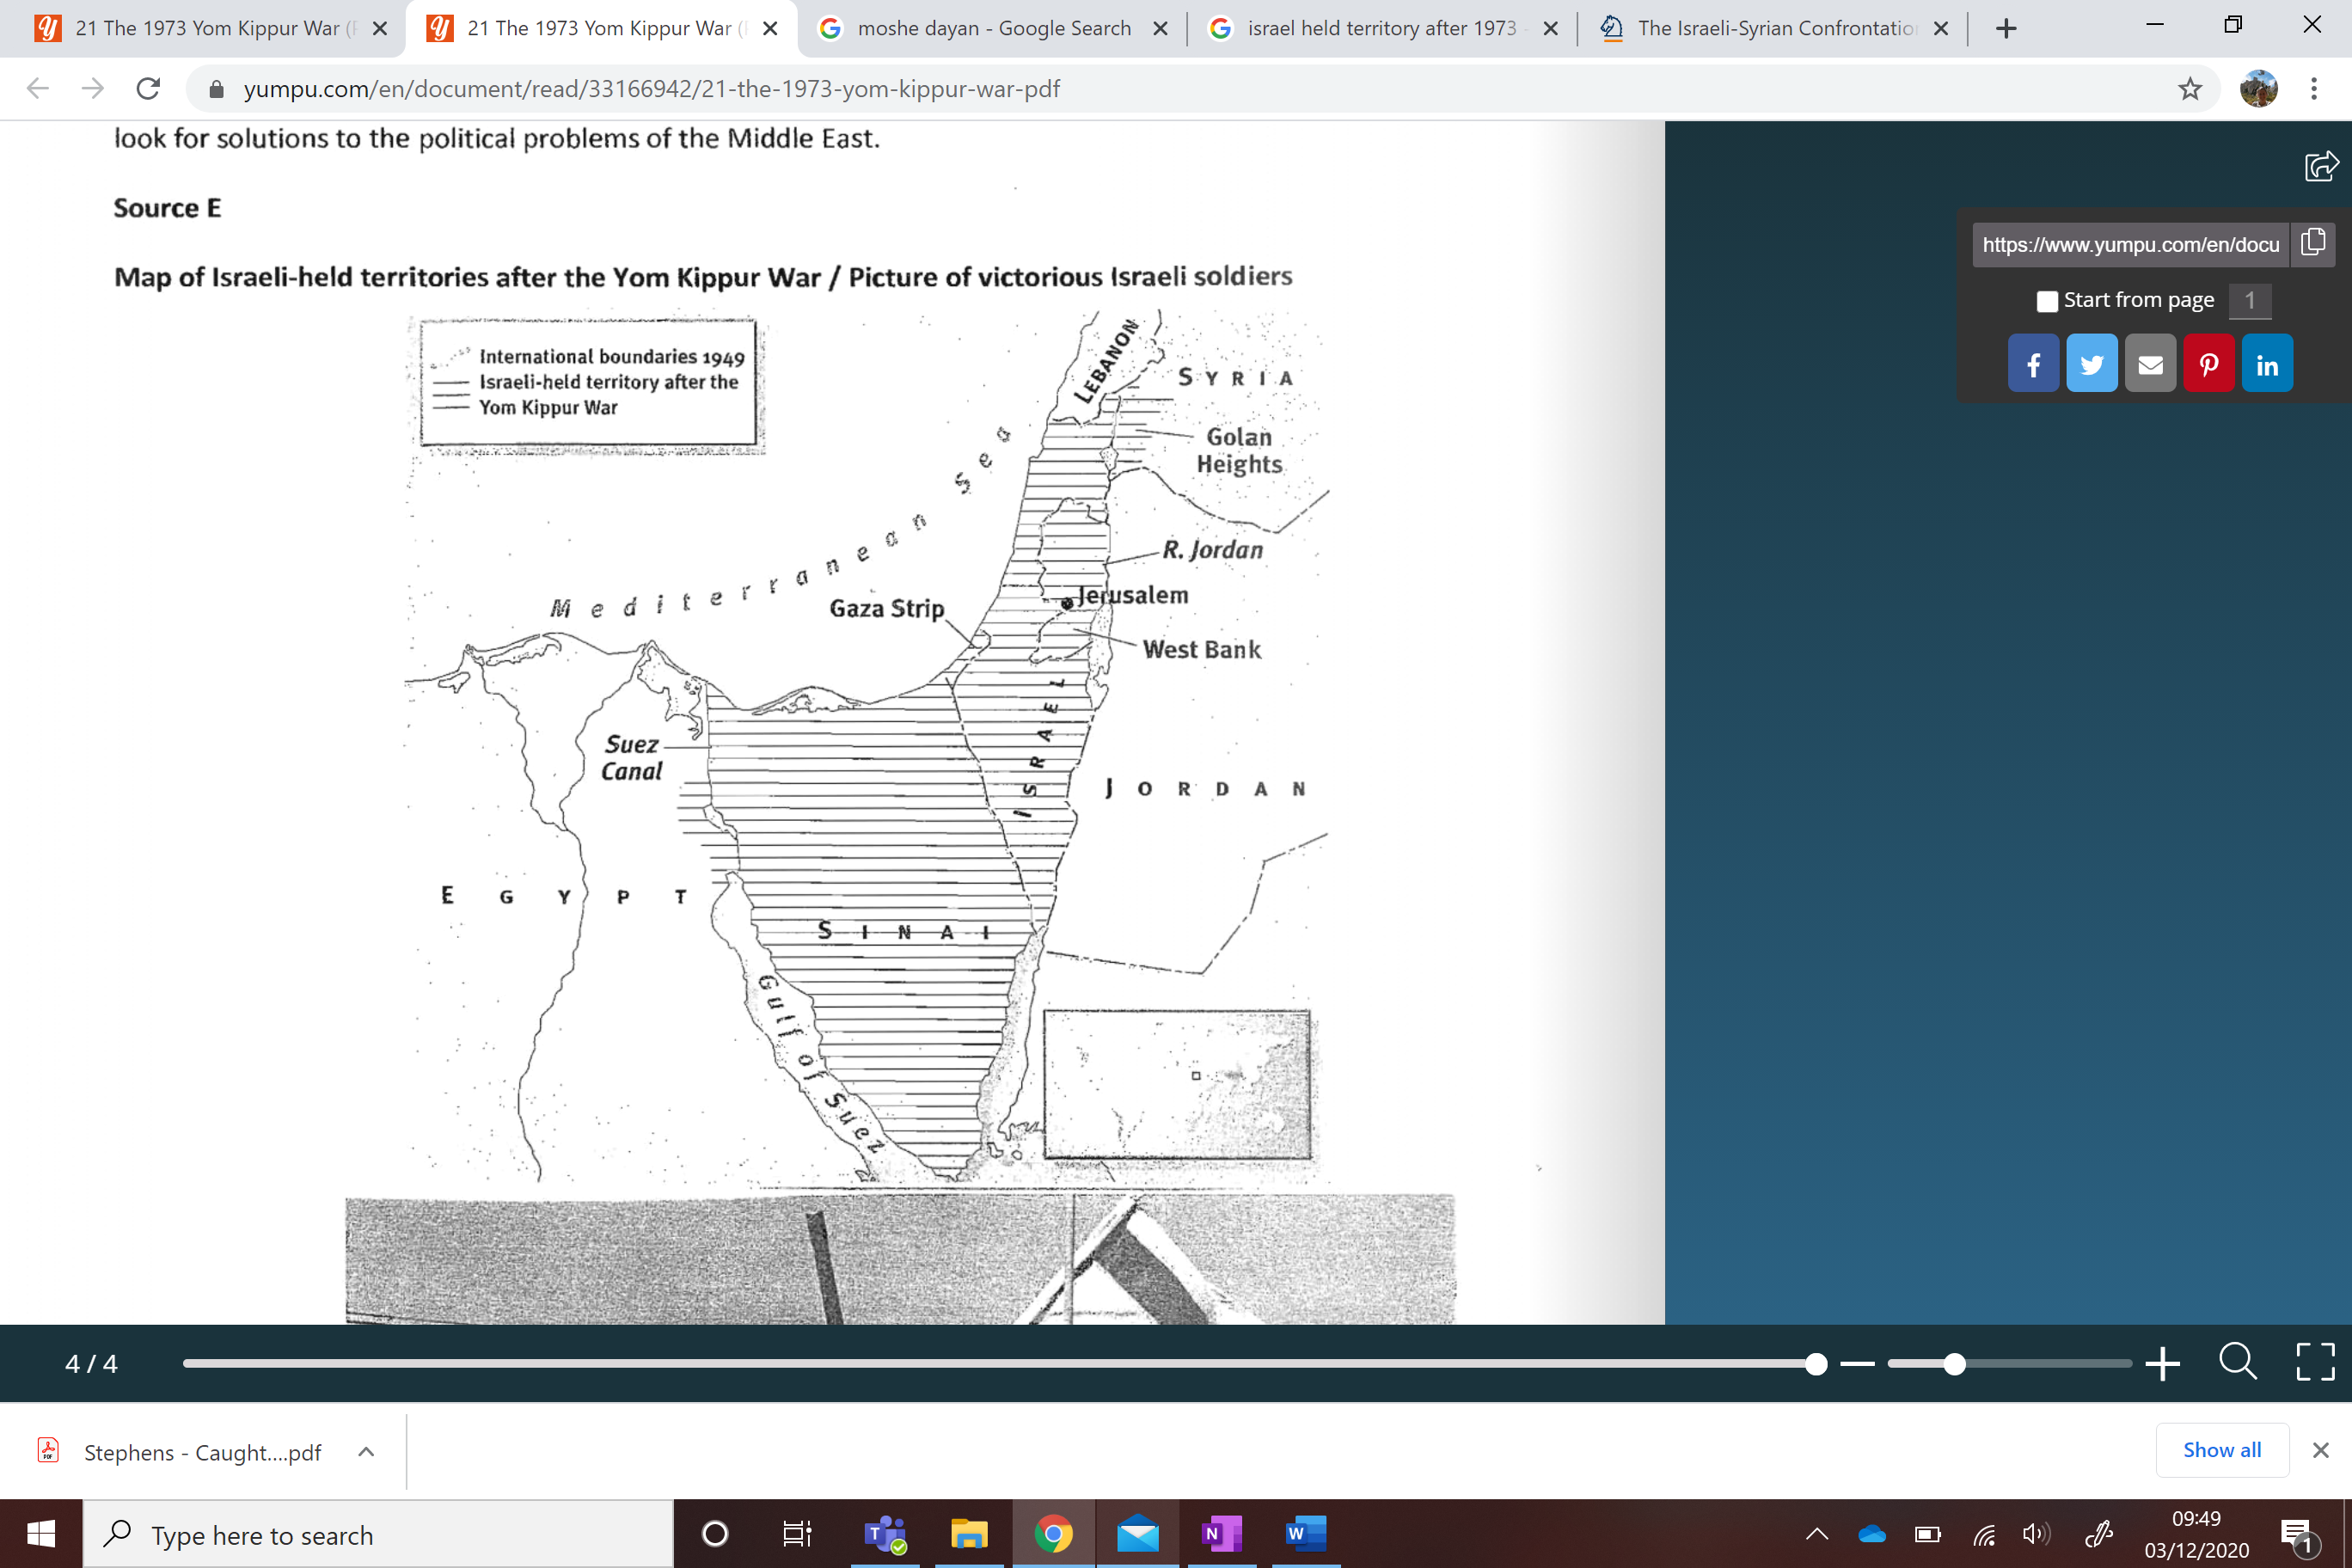 21 The 1973 Yom Kippur War (
21 The 1973 Yom Kippur War (
moshe dayan - Google Search
israel held territory after 1973
The Israeli-Syrian Confrontatio
yumpu.com/en/document/read/33166942/21-the-1973-yom-kippur-war-pdf
look for solutions to the political problems of the Middle East.
Source E
Map of Israeli-held territories after the Yom Kippur War / Picture of victorious Israeli soldiers
International boundaries 1949
Israeli-held territory after the
Yom Kippur War
LEBANON
SYRIA
Golan
Heights
Mediterranean Sea
R. Jordan
Jerusalem
Gaza Strip
West Bank
ISRAEL
Suez
Canal
JORDAN
EGYPT
SINAI
Gulf of Suez
https://www.yumpu.com/en/docu
Start from page 1
4 / 4
Stephens - Caught....pdf
Show all
Type here to search
09:49
03/12/2020
1